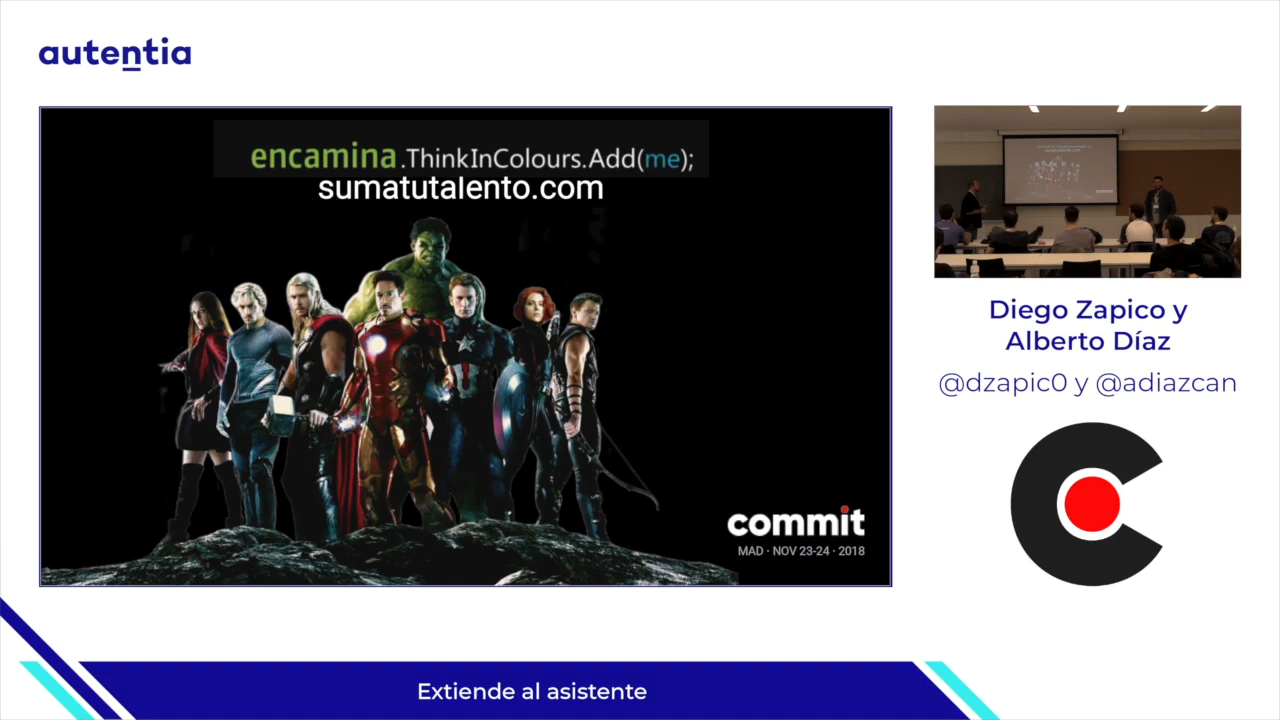 autentia
encamina.ThinkInColours.Add(me);
sumatutalento.com
commit
MAD · NOV 23-24 · 2018
Diego Zapico y
Alberto Díaz
@dzapic0 y @adiazcan
Extiende al asistente